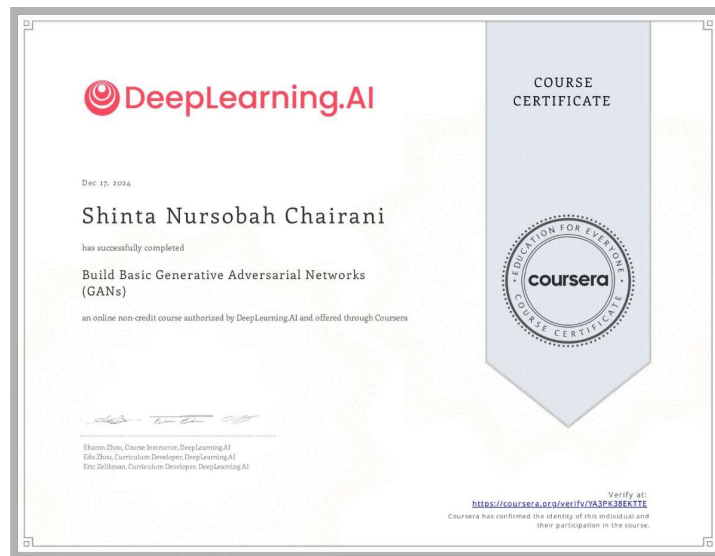 DeepLearning.AI
COURSE
CERTIFICATE
Dec 17, 2024
Shinta Nursobah Chairani
has successfully completed
Build Basic Generative Adversarial Networks
(GANs)
an online non-credit course authorized by DeepLearning.AI and offered through Coursera
EDUCATION FOR EVERYONE
coursera
COURSE CERTIFICATE
Sharon Zhou, Course Instructor, DeepLearning.AI
Eda Zhou, Curriculum Developer, DeepLearning.AI
Eric Zelikman, Curriculum Developer, DeepLearning.AI
Verify at:
https://coursera.org/verify/YA3PK38EKTTE
Coursera has confirmed the identity of this individual and
their participation in the course.